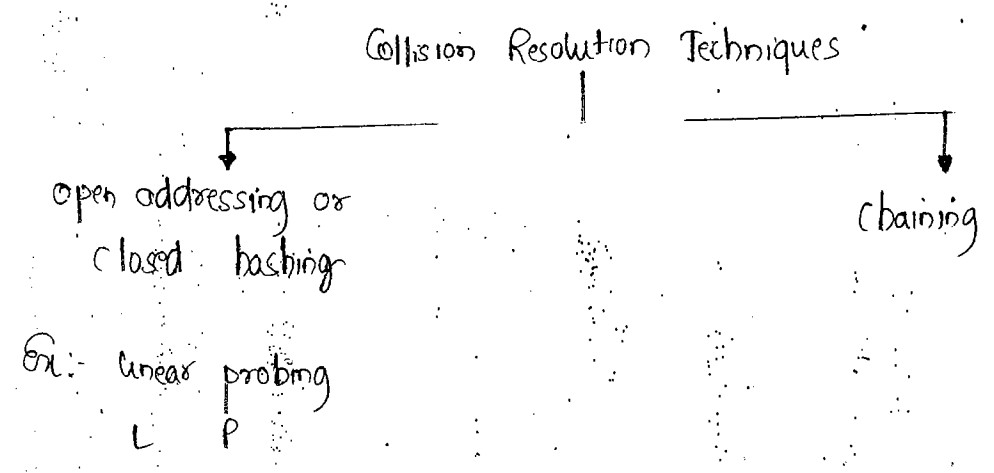 Collision Resolution Techniques
open addressing or
closed hashing
Chaining
Ex:- Linear probing
L P